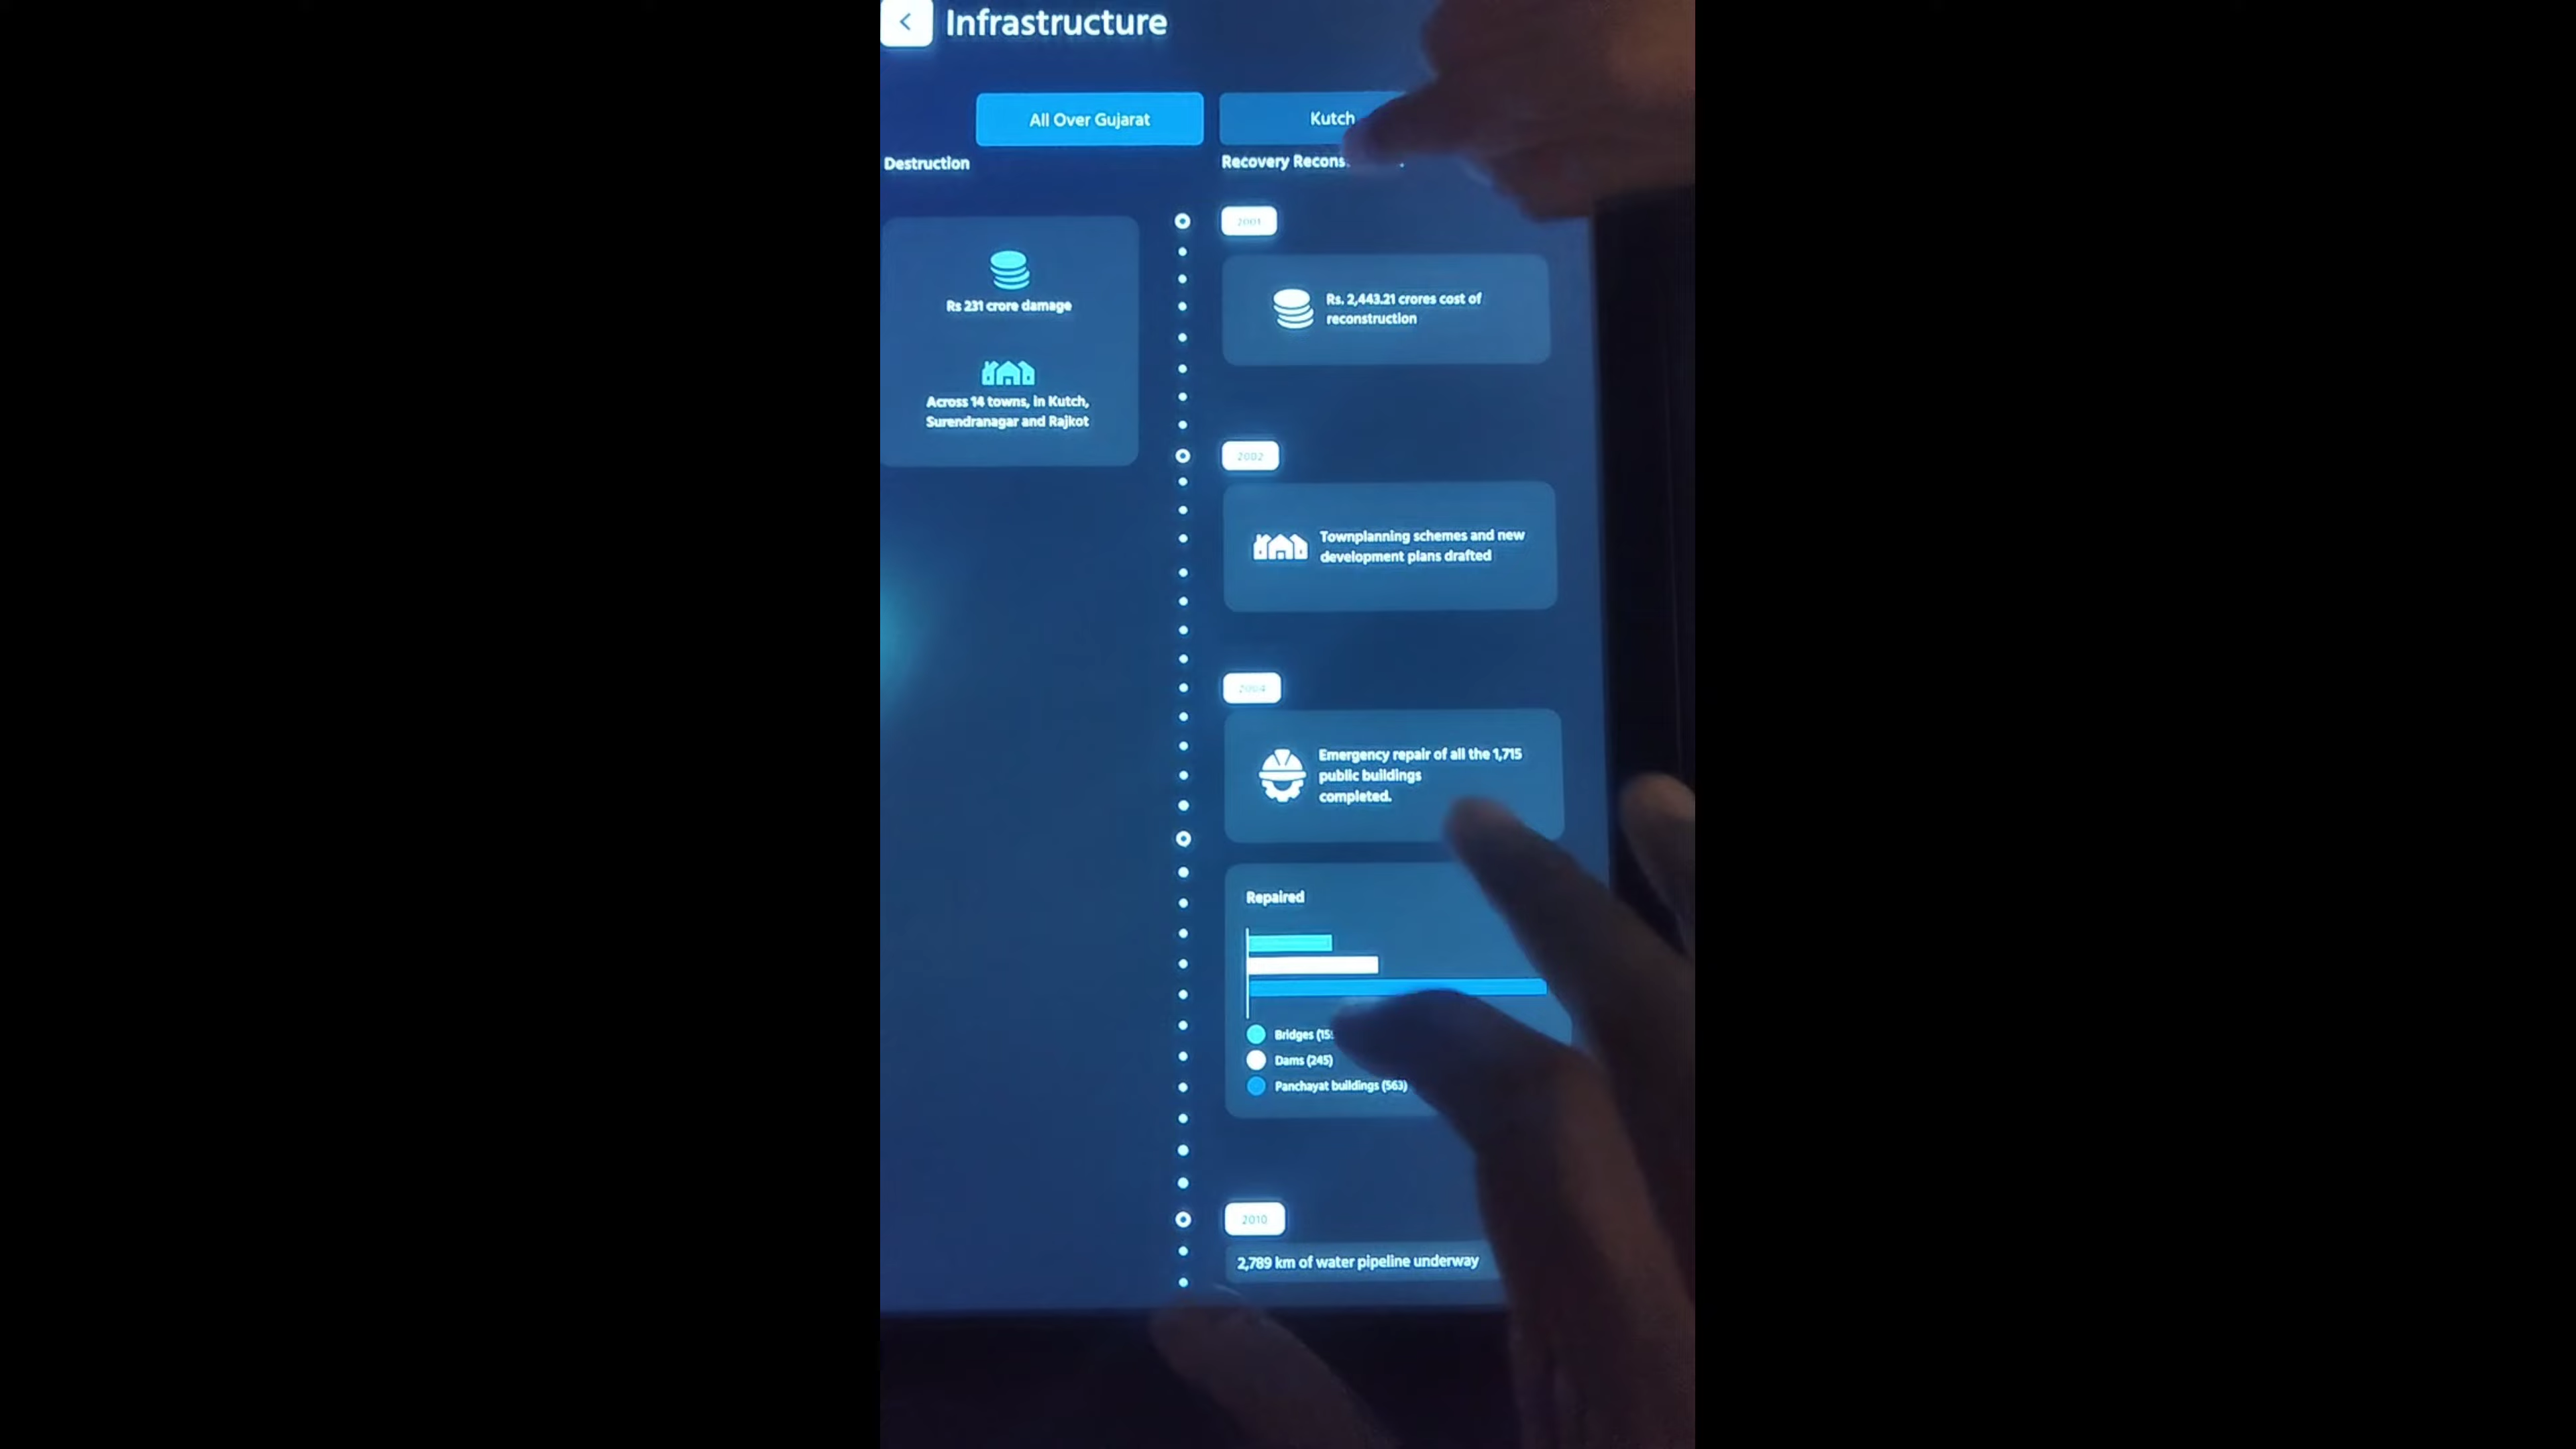 Infrastructure
All Over Gujarat
Kutch
Destruction
Recovery
2001
Rs 231 crore damage
Across 14 towns, in Kutch,
Surendranagar and Rajkot
Rs. 2,443.21 crores cost of
reconstruction
2002
Townplanning schemes and new
development plans drafted
2004
Emergency repair of all the 1,715
public buildings
completed.
Repaired
Bridges
Dams (245)
Panchayat buildings (563)
2010
2,789 km of water pipeline underway